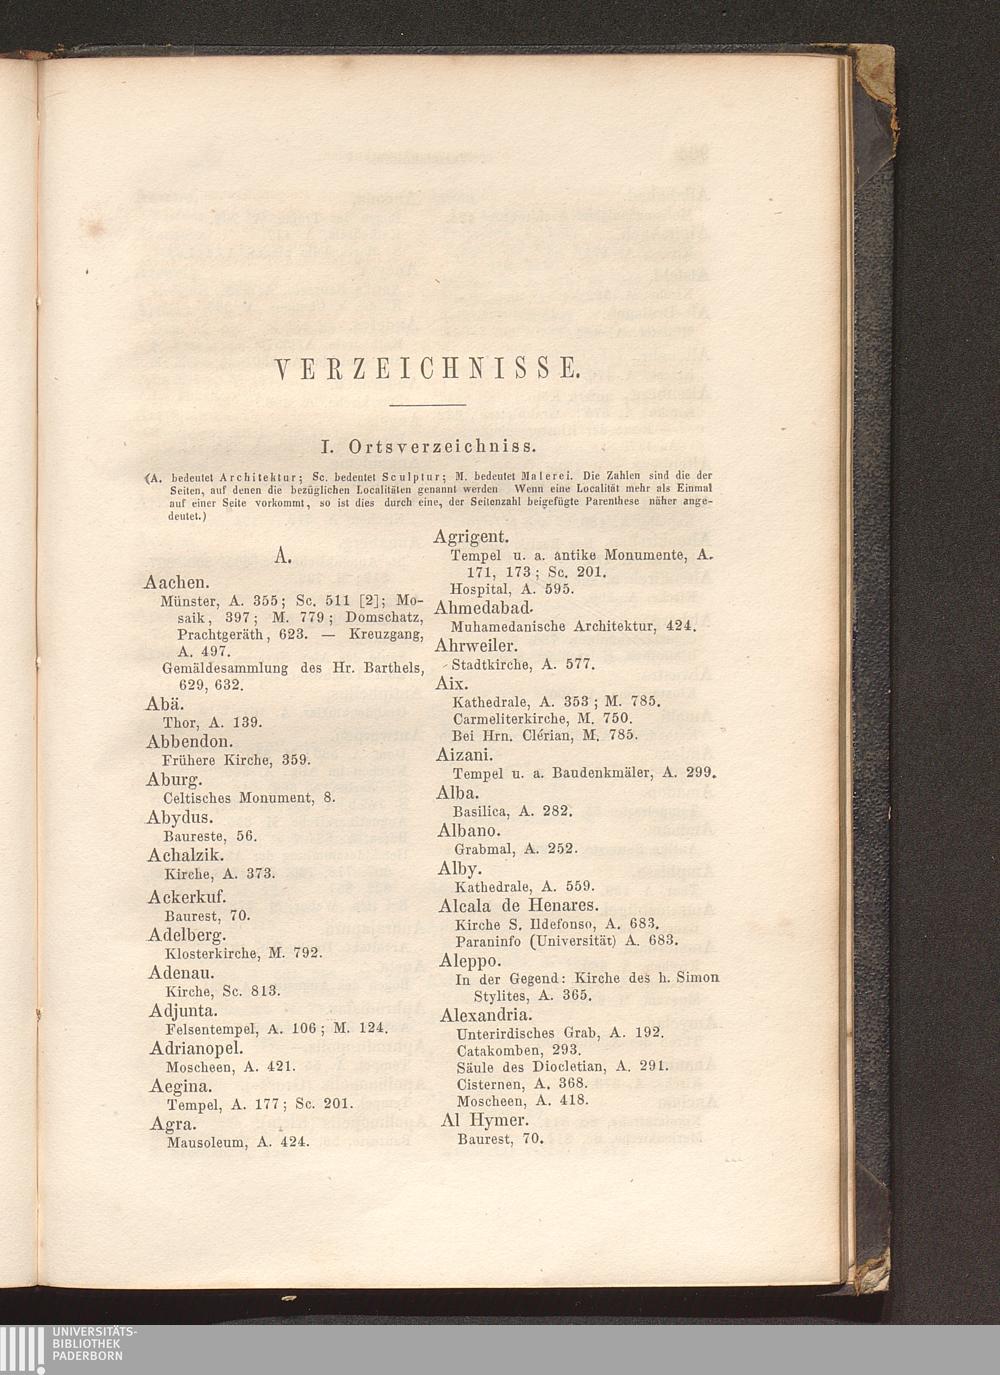 VERZEICHNISSE.
I. Ortsverzeichniss.
(A. bedeutet Architektur; Sc. bedeutet Sculptur; M. bedeutet Malerei. Die Zahlen sind die der
Seiten, auf denen die bezüglichen Localitäten genannt werden Wenn eine Localität mehr als Einmal
auf einer Seite vorkommt, so ist dies durch eine, der Seitenzahl beigefügte Parenthese näher ange-
deutet.)
A.
Aachen.
Münster, A. 355; Sc. 511 [2]; Mo-
saik, 397; M. 779; Domschatz,
Prachtgeräth, 623. — Kreuzgang,
A. 497.
Gemäldesammlung des Hr. Barthels,
629, 632.
Abä.
Thor, A. 139.
Abbendon.
Frühere Kirche, 359.
Aburg.
Celtisches Monument, 8.
Abydus.
Baureste, 56.
Achalzik.
Kirche, A. 373.
Ackerkuf.
Baurest, 70.
Adelberg.
Klosterkirche, M. 792.
Adenau.
Kirche, Sc. 813.
Adjunta.
Felsentempel, A. 106; M. 124.
Adrianopel.
Moscheen, A. 421.
Aegina.
Tempel, A. 177; Sc. 201.
Agra.
Mausoleum, A. 424.
Agrigent.
Tempel u. a. antike Monumente, A.
171, 173; Sc. 201.
Hospital, A. 595.
Ahmedabad.
Muhamedanische Architektur, 424.
Ahrweiler.
Stadtkirche, A. 577.
Aix.
Kathedrale, A. 353; M. 785.
Carmeliterkirche, M. 750.
Bei Hrn. Clérian, M. 785.
Aizani.
Tempel u. a. Baudenkmäler, A. 299.
Alba.
Basilica, A. 282.
Albano.
Grabmal, A. 252.
Alby.
Kathedrale, A. 559.
Alcala de Henares.
Kirche S. Ildefonso, A. 683.
Paraninfo (Universität) A. 683.
Aleppo.
In der Gegend: Kirche des h. Simon
Stylites, A. 365.
Alexandria.
Unterirdisches Grab, A. 192.
Catakomben, 293.
Säule des Diocletian, A. 291.
Cisternen, A. 368.
Moscheen, A. 418.
Al Hymer.
Baurest, 70.
UNIVERSITÄTS-
BIBLIOTHEK
PADERBORN